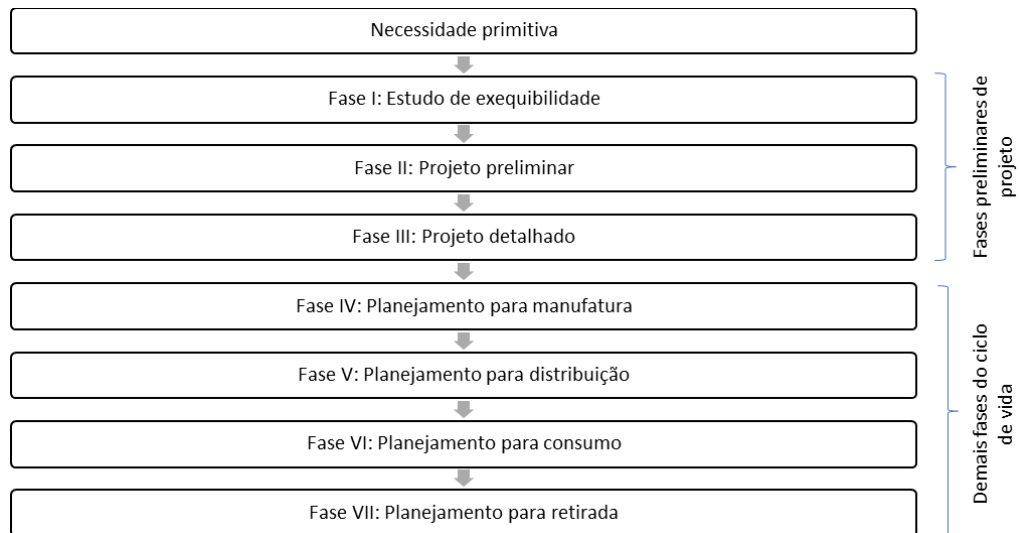 Necessidade primitiva
Fase I: Estudo de exequibilidade
Fase II: Projeto preliminar
Fase III: Projeto detalhado
Fases preliminares de
projeto
Fase IV: Planejamento para manufatura
Fase V: Planejamento para distribuição
Fase VI: Planejamento para consumo
Fase VII: Planejamento para retirada
Demais fases do ciclo
de vida